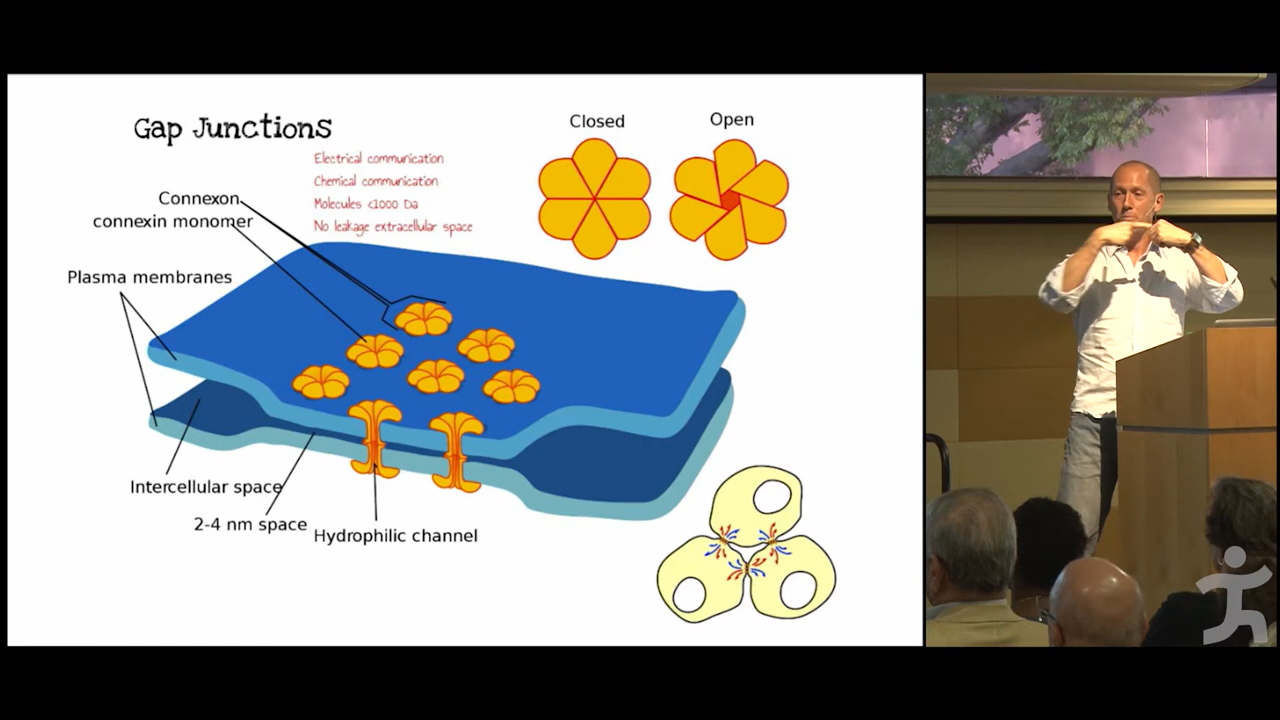 Gap Junctions
Electrical communication
Chemical communication
Molecules <1000 Da
No leakage extracellular space
Closed
Open
Connexon
connexin monomer
Plasma membranes
Intercellular space
2-4 nm space
Hydrophilic channel